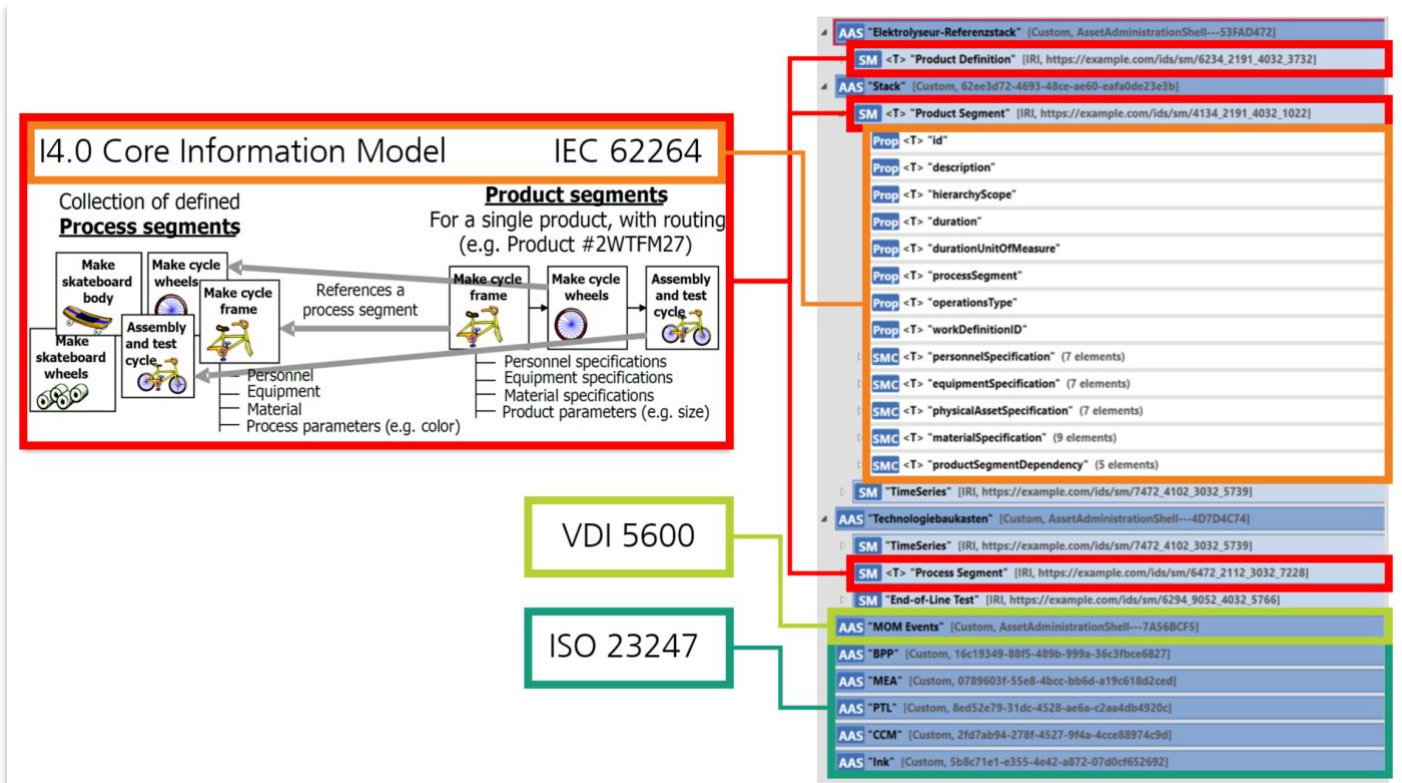 I4.0 Core Information Model IEC 62264
Collection of defined
Process segments
Product segments
For a single product, with routing
(e.g. Product #2WTFM27)
Make
skateboard
body
Make cycle
wheels
Make cycle
frame
Assembly
and test
cycle
Make
skateboard
wheels
References a
process segment
Make cycle
frame
Make cycle
wheels
Assembly
and test
cycle
Personnel
Equipment
Material
Process parameters (e.g. color)
Personnel specifications
Equipment specifications
Material specifications
Product parameters (e.g. size)
VDI 5600
ISO 23247
AAS "Elektrolyseur-Referenzstack" [Custom, AssetAdministrationShell---53FAD472]
SM <T> "Product Definition" [IRI, https://example.com/ids/sm/6234_2191_4032_3732]
AAS "Stack" [Custom, 62ee3d72-4693-48ce-ae60-eafa0de23e3b]
SM <T> "Product Segment" [IRI, https://example.com/ids/sm/4134_2191_4032_1022]
Prop <T> "id"
Prop <T> "description"
Prop <T> "hierarchyScope"
Prop <T> "duration"
Prop <T> "durationUnitOfMeasure"
Prop <T> "processSegment"
Prop <T> "operationsType"
Prop <T> "workDefinitionID"
SMC <T> "personnelSpecification" (7 elements)
SMC <T> "equipmentSpecification" (7 elements)
SMC <T> "physicalAssetSpecification" (7 elements)
SMC <T> "materialSpecification" (9 elements)
SMC <T> "productSegmentDependency" (5 elements)
SM "TimeSeries" [IRI, https://example.com/ids/sm/7472_4102_3032_5739]
AAS "Technologiebaukasten" [Custom, AssetAdministrationShell---4D7D4C74]
SM "TimeSeries" [IRI, https://example.com/ids/sm/7472_4102_3032_5739]
SM <T> "Process Segment" [IRI, https://example.com/ids/sm/6472_2112_3032_7228]
SM "End-of-Line Test" [IRI, https://example.com/ids/sm/6294_9052_4032_5766]
AAS "MOM Events" [Custom, AssetAdministrationShell---7A56BCF5]
AAS "BPP" [Custom, 16c19349-88f5-489b-999a-36c3fbce6827]
AAS "MEA" [Custom, 0789603f-55e8-4bcc-bb6d-a19c618d2ced]
AAS "PTL" [Custom, 8ed52e79-31dc-4528-ae6a-c2aa4db4920c]
AAS "CCM" [Custom, 2fd7ab94-278f-4527-9f4a-4cce88974c9d]
AAS "Ink" [Custom, 5b8c71e1-e355-4e42-a872-07d0cf652692]